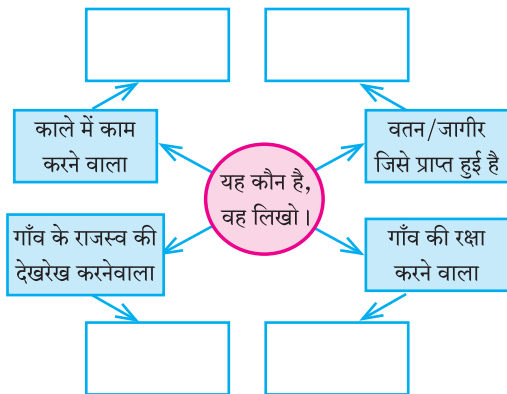 काले में काम
करने वाला
वतन/जागीर
जिसे प्राप्त हुई है
यह कौन है,
वह लिखो।
गाँव के राजस्व की
देखरेख करनेवाला
गाँव की रक्षा
करने वाला